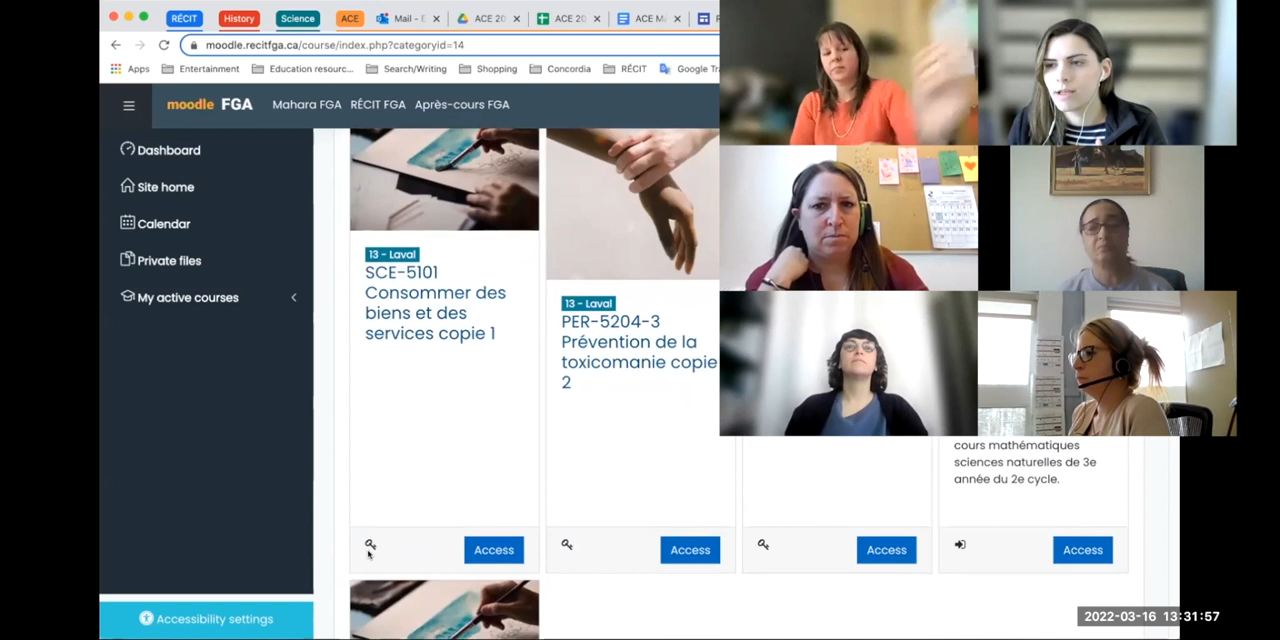 RÉCIT History Science ACE Mail - E ACE 20 ACE 20 ACE M
moodle.recitfga.ca/course/index.php?categoryid=14
Apps Entertainment Education resourc... Search/Writing Shopping Concordia RÉCIT Google Tra
moodle FGA Mahara FGA RÉCIT FGA Après-cours FGA
Dashboard
Site home
Calendar
Private files
My active courses
Accessibility settings
13 - Laval
SCE-5101
Consommer des
biens et des
services copie 1
Access
13 - Laval
PER-5204-3
Prévention de la
toxicomanie copie
2
Access
Access
cours mathématiques
sciences naturelles de 3e
année du 2e cycle.
Access
2022-03-16 13:31:57